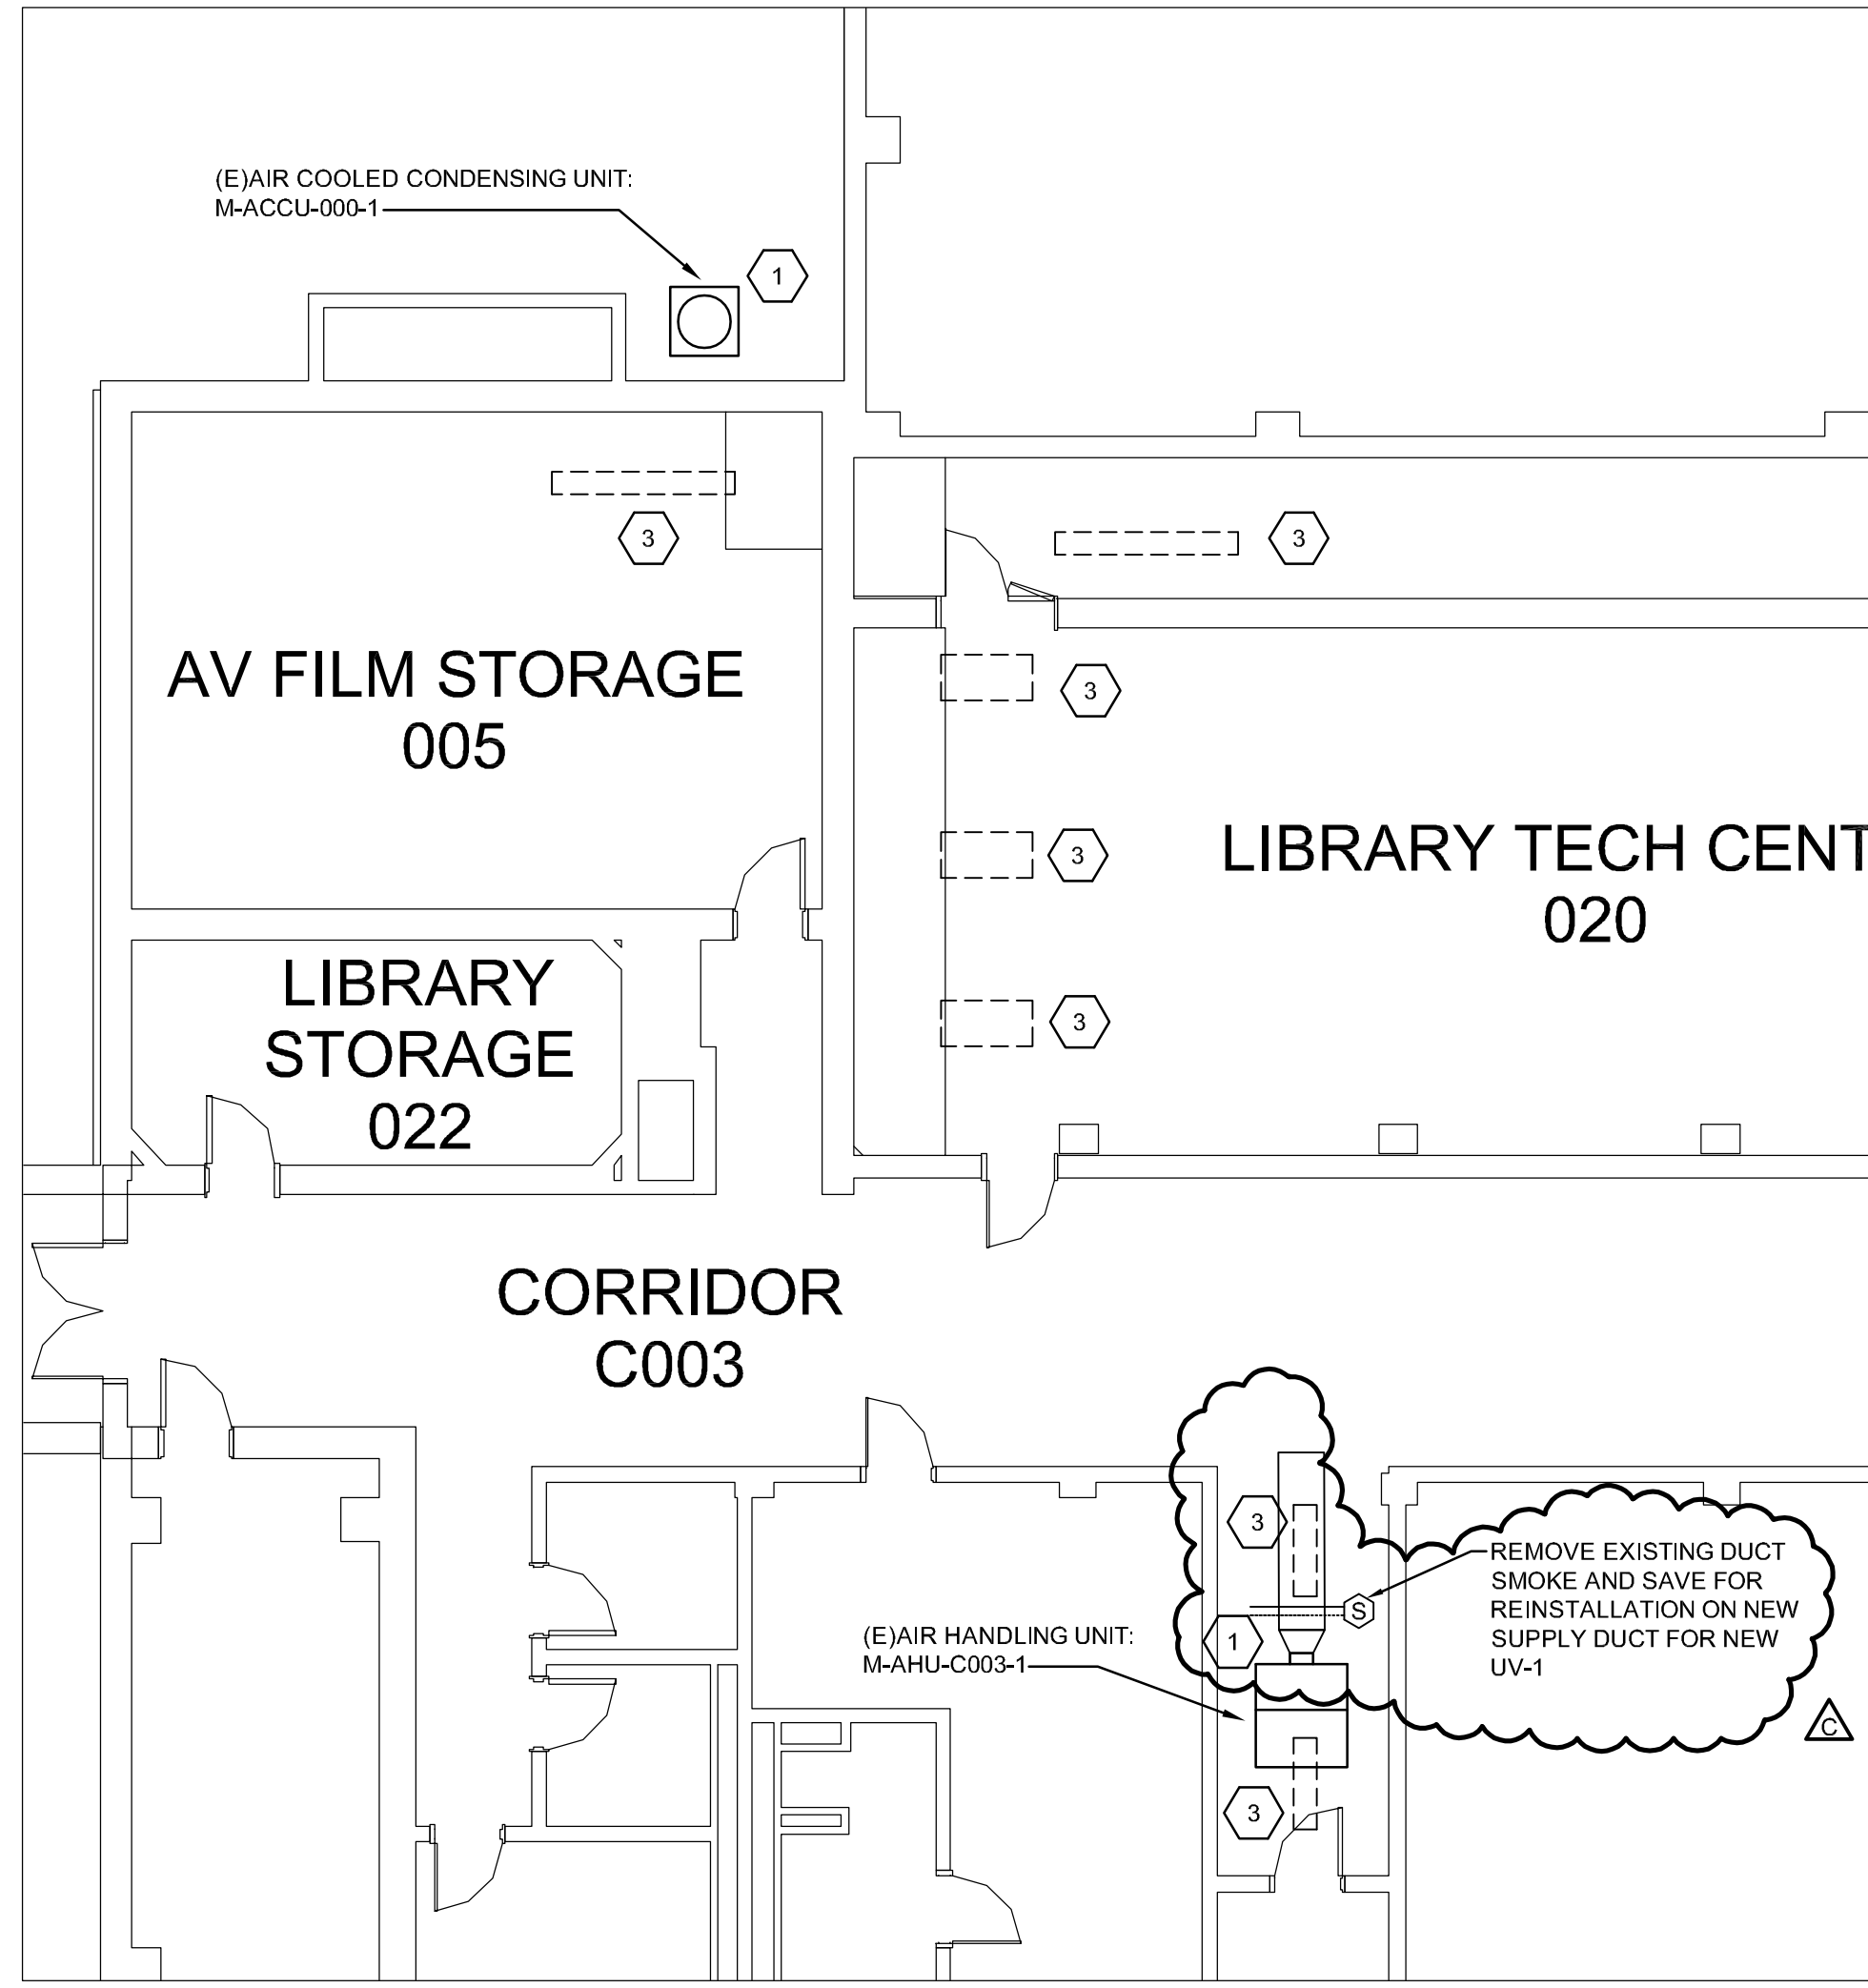 (E)AIR COOLED CONDENSING UNIT:
M-ACCU-000-1
1
3
3
AV FILM STORAGE
005
3
3
LIBRARY TECH CENT
020
LIBRARY
STORAGE
022
3
CORRIDOR
C003
3
REMOVE EXISTING DUCT
SMOKE AND SAVE FOR
REINSTALLATION ON NEW
SUPPLY DUCT FOR NEW
UV-1
S
1
(E)AIR HANDLING UNIT:
M-AHU-C003-1
C
3